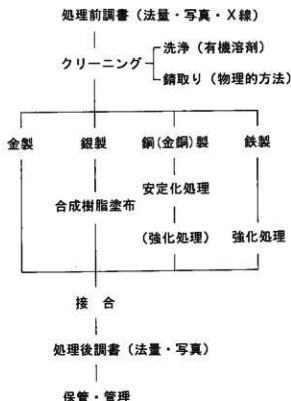 処理前調書（法量・写真・X線）
洗浄（有機溶剤）
クリーニング
錆取り（物理的方法）
金製 銀製 銅(金銅)製 鉄製
安定化処理
合成樹脂塗布
(強化処理) 強化処理
接合
処理後調書（法量・写真）
保管・管理